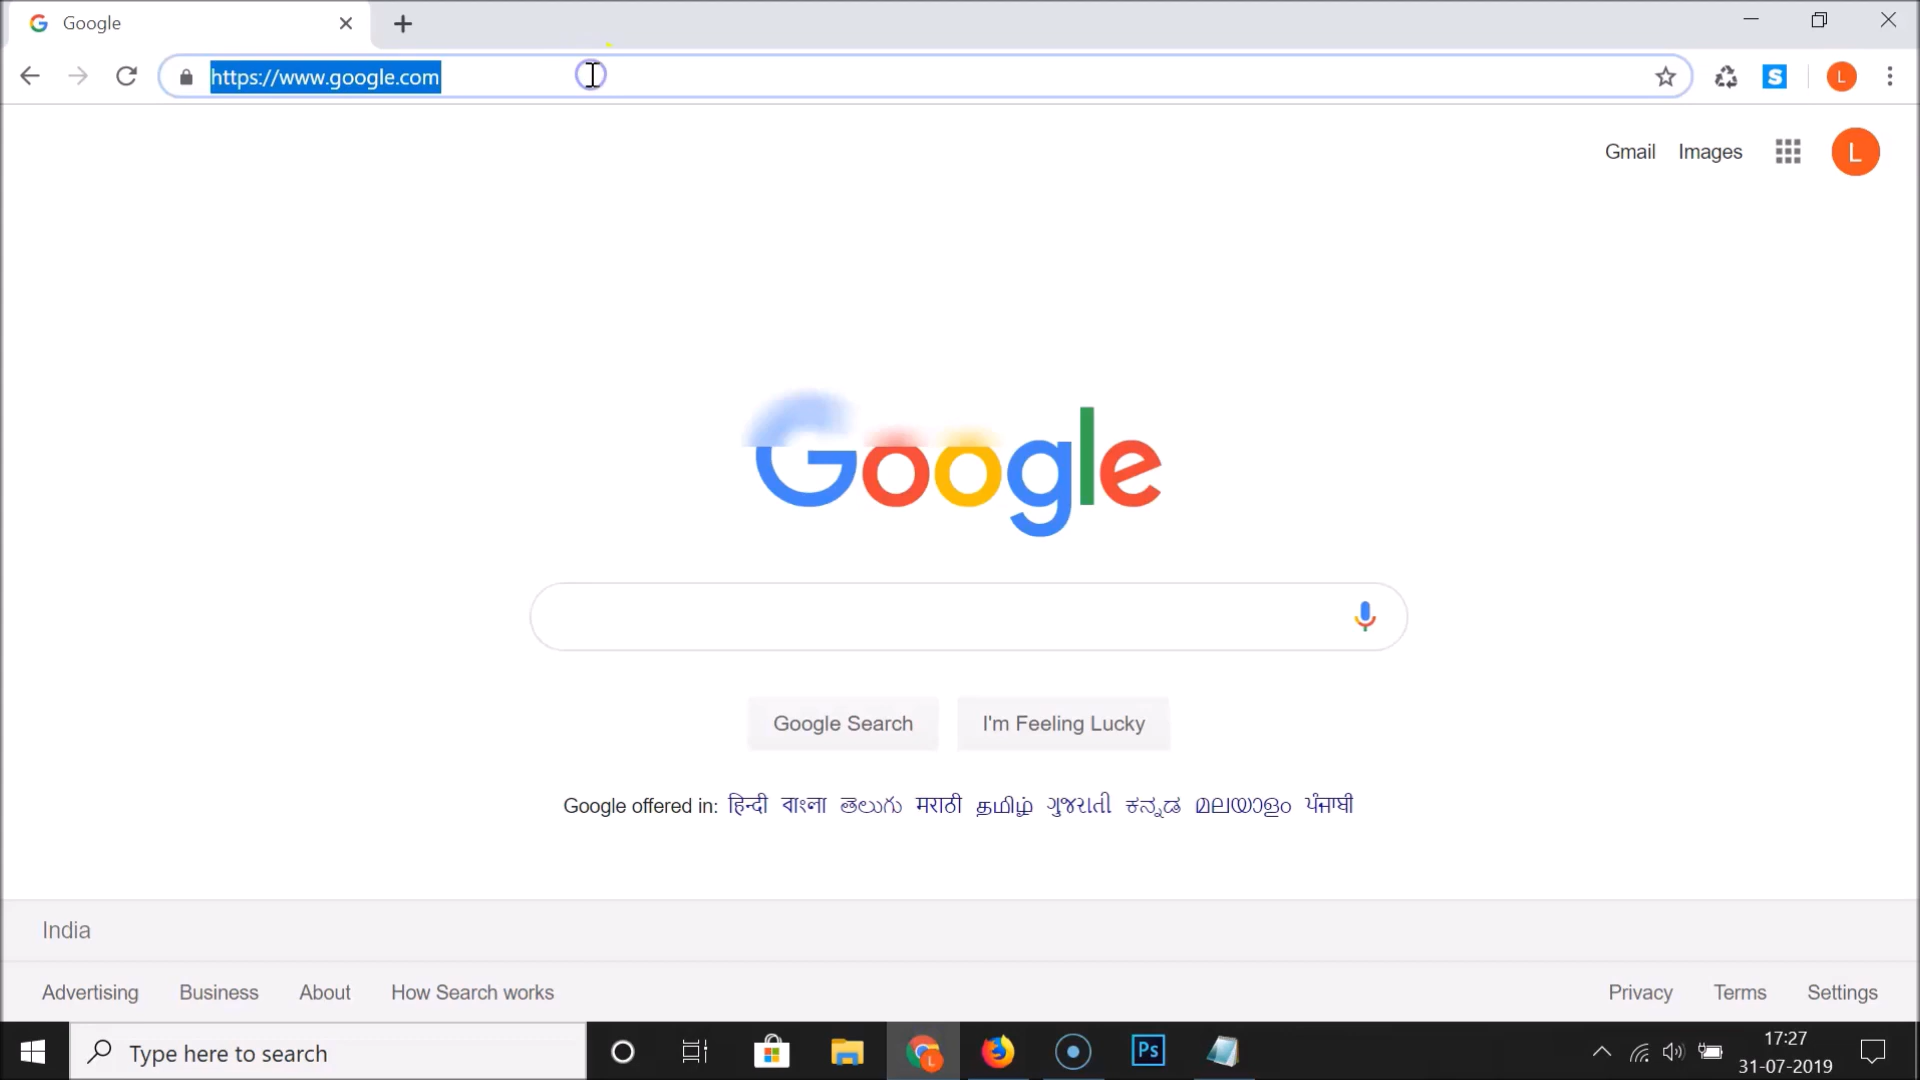 Google
https://www.google.com
L
Gmail Images
L
Google
Google Search I'm Feeling Lucky
Google offered in: हिन्दी বাংলা తెలుగు मराठी தமிழ் ગુજરાતી ಕನ್ನಡ മലയാളം ਪੰਜਾਬੀ
India
Advertising Business About How Search works Privacy Terms Settings
Type here to search L Ps 17:27
31-07-2019